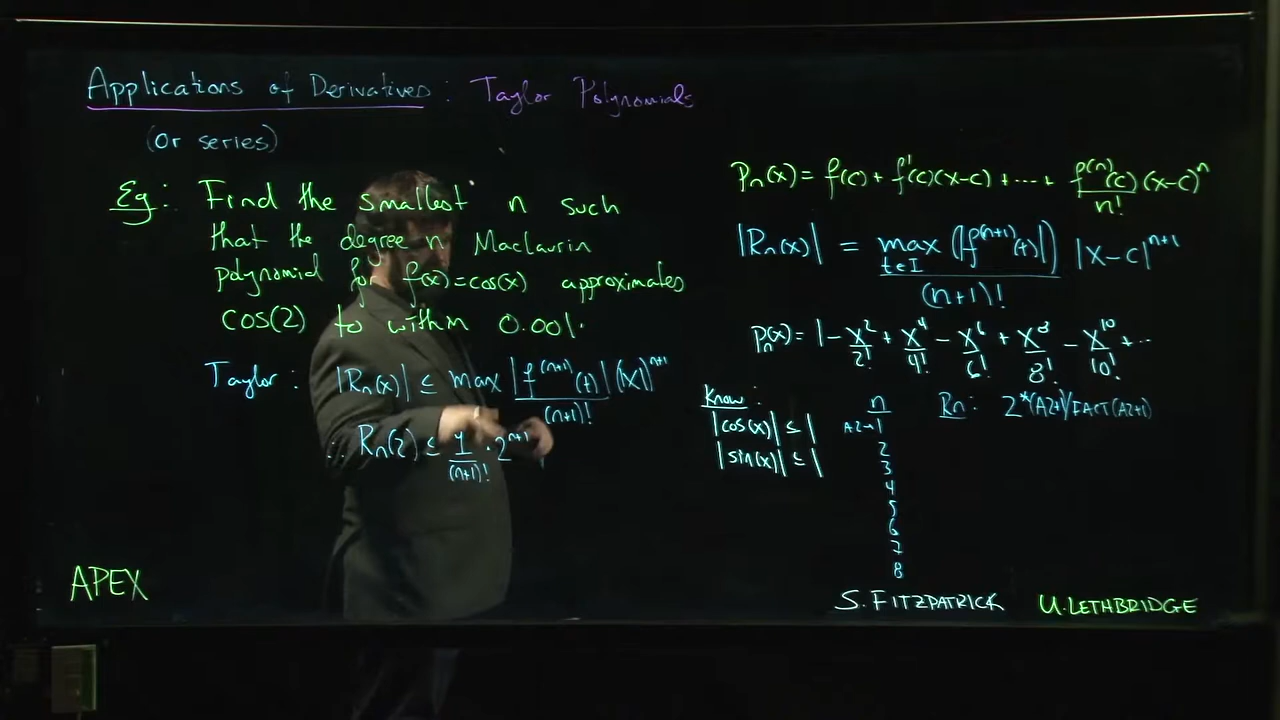 Applications of Derivatives: Taylor Polynomials
(Or series)
Eg: Find the smallest n such
that the degree n Maclaurin
polynomial for f(x)=cos(x) approximates
cos(2) to within 0.001.
Taylor: |Rn(x)| ≤ max |f^(n+1)(t)|/(n+1)! (|x|)^n+1
∴ Rn(2) ≤ 1/(n+1)! · 2^n+1
APEX
Pn(x) = f(c) + f'(c)(x-c) + ... + f^(n)(c)/n! (x-c)^n
|Rn(x)| = max t∈I (|f^(n+1)(t)|)/(n+1)! |x-c|^n+1
Pn(x) = 1 - x²/2! + x⁴/4! - x⁶/6! + x⁸/8! - x¹⁰/10! + ...
Know:
|cos(x)| ≤ 1
|sin(x)| ≤ 1
n Rn: 2^*(A2+1)/FACT(A2+1)
A2→1
2
3
4
5
6
7
8
S. FITZPATRICK U. LETHBRIDGE